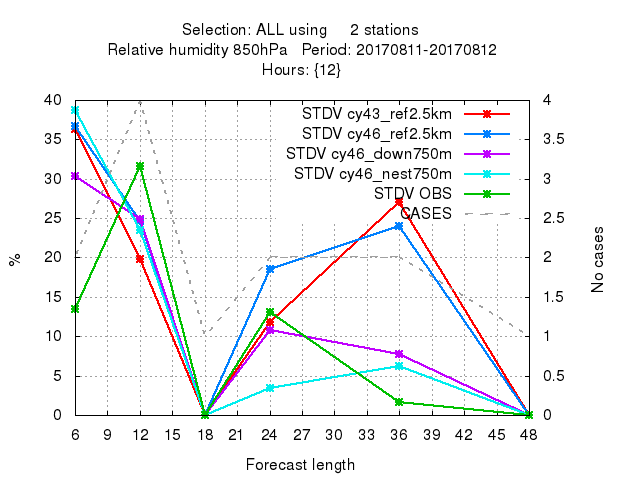 Selection: ALL using 2 stations
Relative humidity 850hPa Period: 20170811-20170812
Hours: {12}
STDV cy43_ref2.5km
STDV cy46_ref2.5km
STDV cy46_down750m
STDV cy46_nest750m
STDV OBS
CASES
40
35
30
25
20
15
10
5
0
%
4
3.5
3
2.5
2
1.5
1
0.5
0
No cases
6 9 12 15 18 21 24 27 30 33 36 39 42 45 48
Forecast length